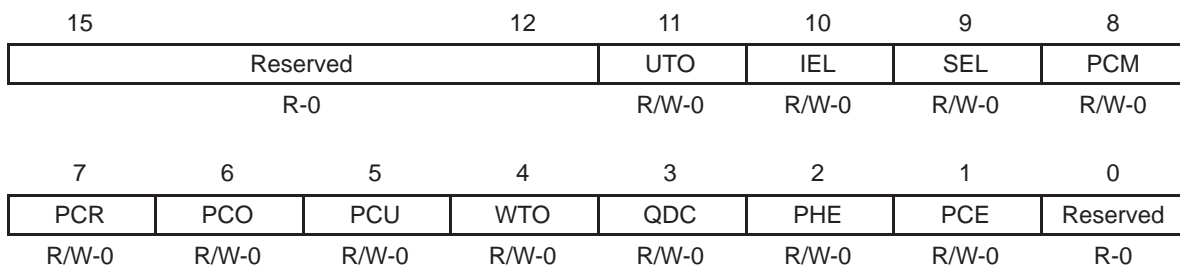 15 12 11 10 9 8
Reserved UTO IEL SEL PCM
R-0 R/W-0 R/W-0 R/W-0 R/W-0
7 6 5 4 3 2 1 0
PCR PCO PCU WTO QDC PHE PCE Reserved
R/W-0 R/W-0 R/W-0 R/W-0 R/W-0 R/W-0 R/W-0 R-0